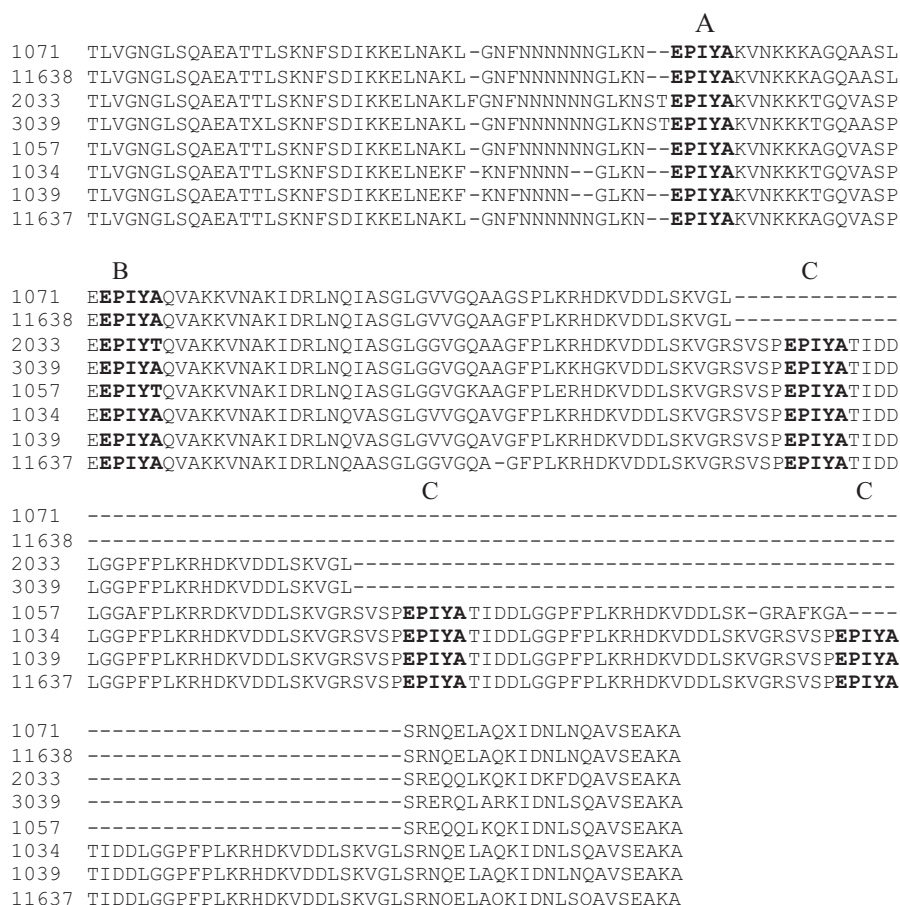 A
1071 TLVGNGLSQAEATTLSKNFSDIKKELNAKL-GNFNNNNNNGLKN--EPIYAKVNKKKAGQAASL
11638 TLVGNGLSQAEATTLSKNFSDIKKELNAKL-GNFNNNNNNGLKN--EPIYAKVNKKKAGQAASL
2033 TLVGNGLSQAEATTLSKNFSDIKKELNAKLFGNFNNNNNNGLKNSTEPIYAKVNKKKTGQVASP
3039 TLVGNGLSQAEATXLSKNFSDIKKELNAKL-GNFNNNNNNGLKNSTEPIYAKVNKKKTGQAASP
1057 TLVGNGLSQAEATTLSKNFSDIKKELNAKL-GNFNNNNNNGLKN--EPIYAKVNKKKAGQVASP
1034 TLVGNGLSQAEATTLSKNFSDIKKELNEKF-KNFNNNN--GLKN--EPIYAKVNKKKTGQVASP
1039 TLVGNGLSQAEATTLSKNFSDIKKELNEKF-KNFNNNN--GLKN--EPIYAKVNKKKTGQVASP
11637 TLVGNGLSQAEATTLSKNFSDIKKELNAKL-GNFNNNNNNGLKN--EPIYAKVNKKKAGQVASP
B C
1071 EEPIYAQVAKKVNAKIDRLNQIASGLGVVGQAAGSPLKRHDKVDDLSKVGL-------------
11638 EEPIYAQVAKKVNAKIDRLNQIASGLGVVGQAAGFPLKRHDKVDDLSKVGL-------------
2033 EEPIYTQVAKKVNAKIDRLNQIASGLGGVGQAAGFPLKRHDKVDDLSKVGRSVSPEPIYATIDD
3039 EEPIYAQVAKKVNAKIDRLNQIASGLGGVGQAAGFPLKKHGKVDDLSKVGRSVSPEPIYATIDD
1057 EEPIYTQVAKKVNAKIDRLNQIASGLGGVGKAAGFPLERHDKVDDLSKVGRSVSPEPIYATIDD
1034 EEPIYAQVAKKVNAKIDRLNQVASGLGVVGQAVGFPLKRHDKVDDLSKVGRSVSPEPIYATIDD
1039 EEPIYAQVAKKVNAKIDRLNQVASGLGVVGQAVGFPLKRHDKVDDLSKVGRSVSPEPIYATIDD
11637 EEPIYAQVAKKVNAKIDRLNQAASGLGGVGQA-GFPLKRHDKVDDLSKVGRSVSPEPIYATIDD
C C
1071 ----------------------------------------------------------------
11638 ----------------------------------------------------------------
2033 LGGPFPLKRHDKVDDLSKVGL-------------------------------------------
3039 LGGPFPLKRHDKVDDLSKVGL-------------------------------------------
1057 LGGAFPLKRRDKVDDLSKVGRSVSPEPIYATIDDLGGPFPLKRHDKVDDLSK-GRAFKGA----
1034 LGGPFPLKRHDKVDDLSKVGRSVSPEPIYATIDDLGGPFPLKRHDKVDDLSKVGRSVSPEPIYA
1039 LGGPFPLKRHDKVDDLSKVGRSVSPEPIYATIDDLGGPFPLKRHDKVDDLSKVGRSVSPEPIYA
11637 LGGPFPLKRHDKVDDLSKVGRSVSPEPIYATIDDLGGPFPLKRHDKVDDLSKVGRSVSPEPIYA
1071 -------------------------SRNQELAQXIDNLNQAVSEAKA
11638 -------------------------SRNQELAQKIDNLNQAVSEAKA
2033 -------------------------SREQQLKQKIDKFDQAVSEAKA
3039 -------------------------SRERQLARKIDNLSQAVSEAKA
1057 -------------------------SREQQLKQKIDNLSQAVSEAKA
1034 TIDDLGGPFPLKRHDKVDDLSKVGLSRNQELAQKIDNLSQAVSEAKA
1039 TIDDLGGPFPLKRHDKVDDLSKVGLSRNQELAQKIDNLNQAVSEAKA
11637 TIDDLGGPFPLKRHDKVDDLSKVGLSRNQELAQKIDNLSQAVSEAKA